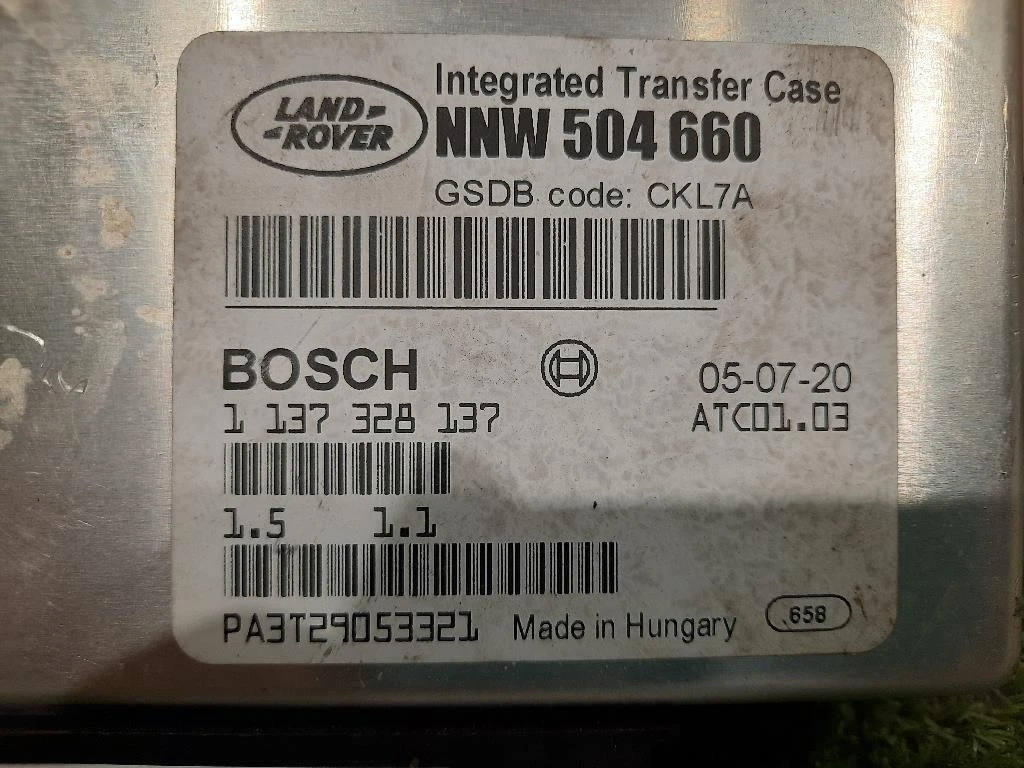 LAND
ROVER
Integrated Transfer Case
NNW 504 660
GSDB code: CKL7A
BOSCH
05-07-20
1 137 328 137
ATC01.03
1.5 1.1
PA3T29053321
Made in Hungary
658